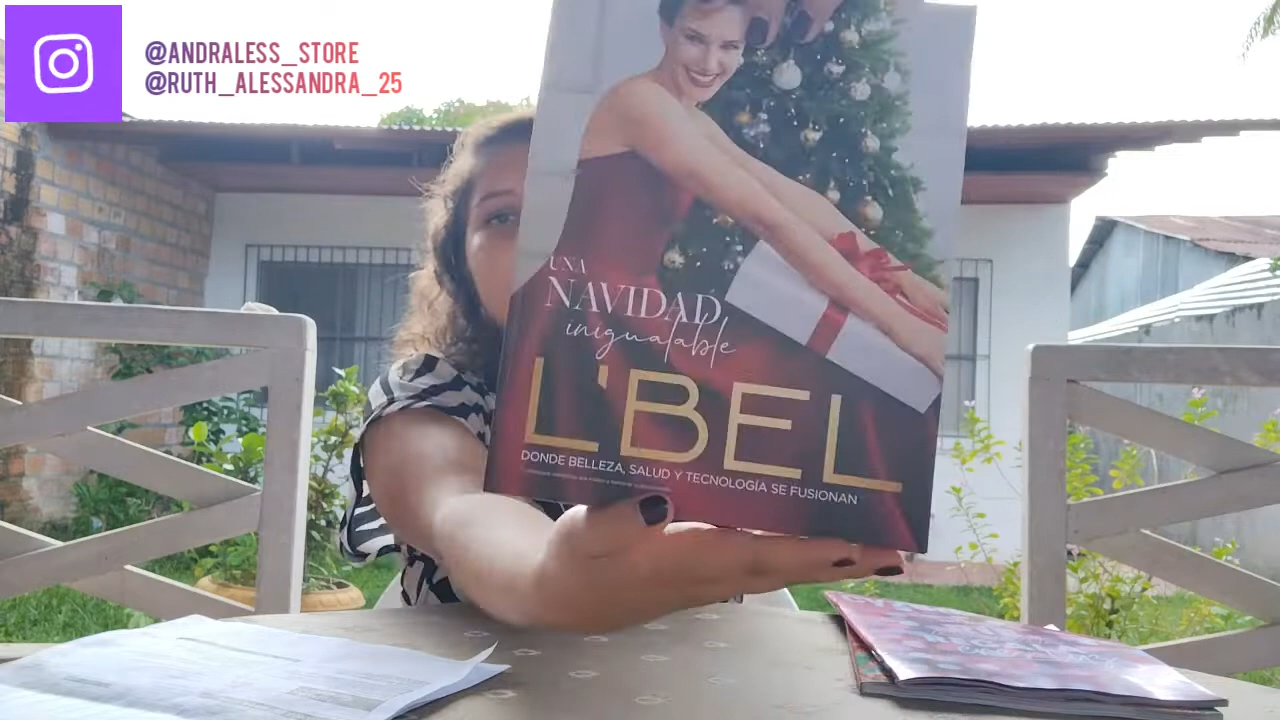 @ANDRALESS_STORE
@RUTH_ALESSANDRA_25
UNA
NAVIDAD
inigualable
L'BEL
DONDE BELLEZA, SALUD Y TECNOLOGÍA SE FUSIONAN